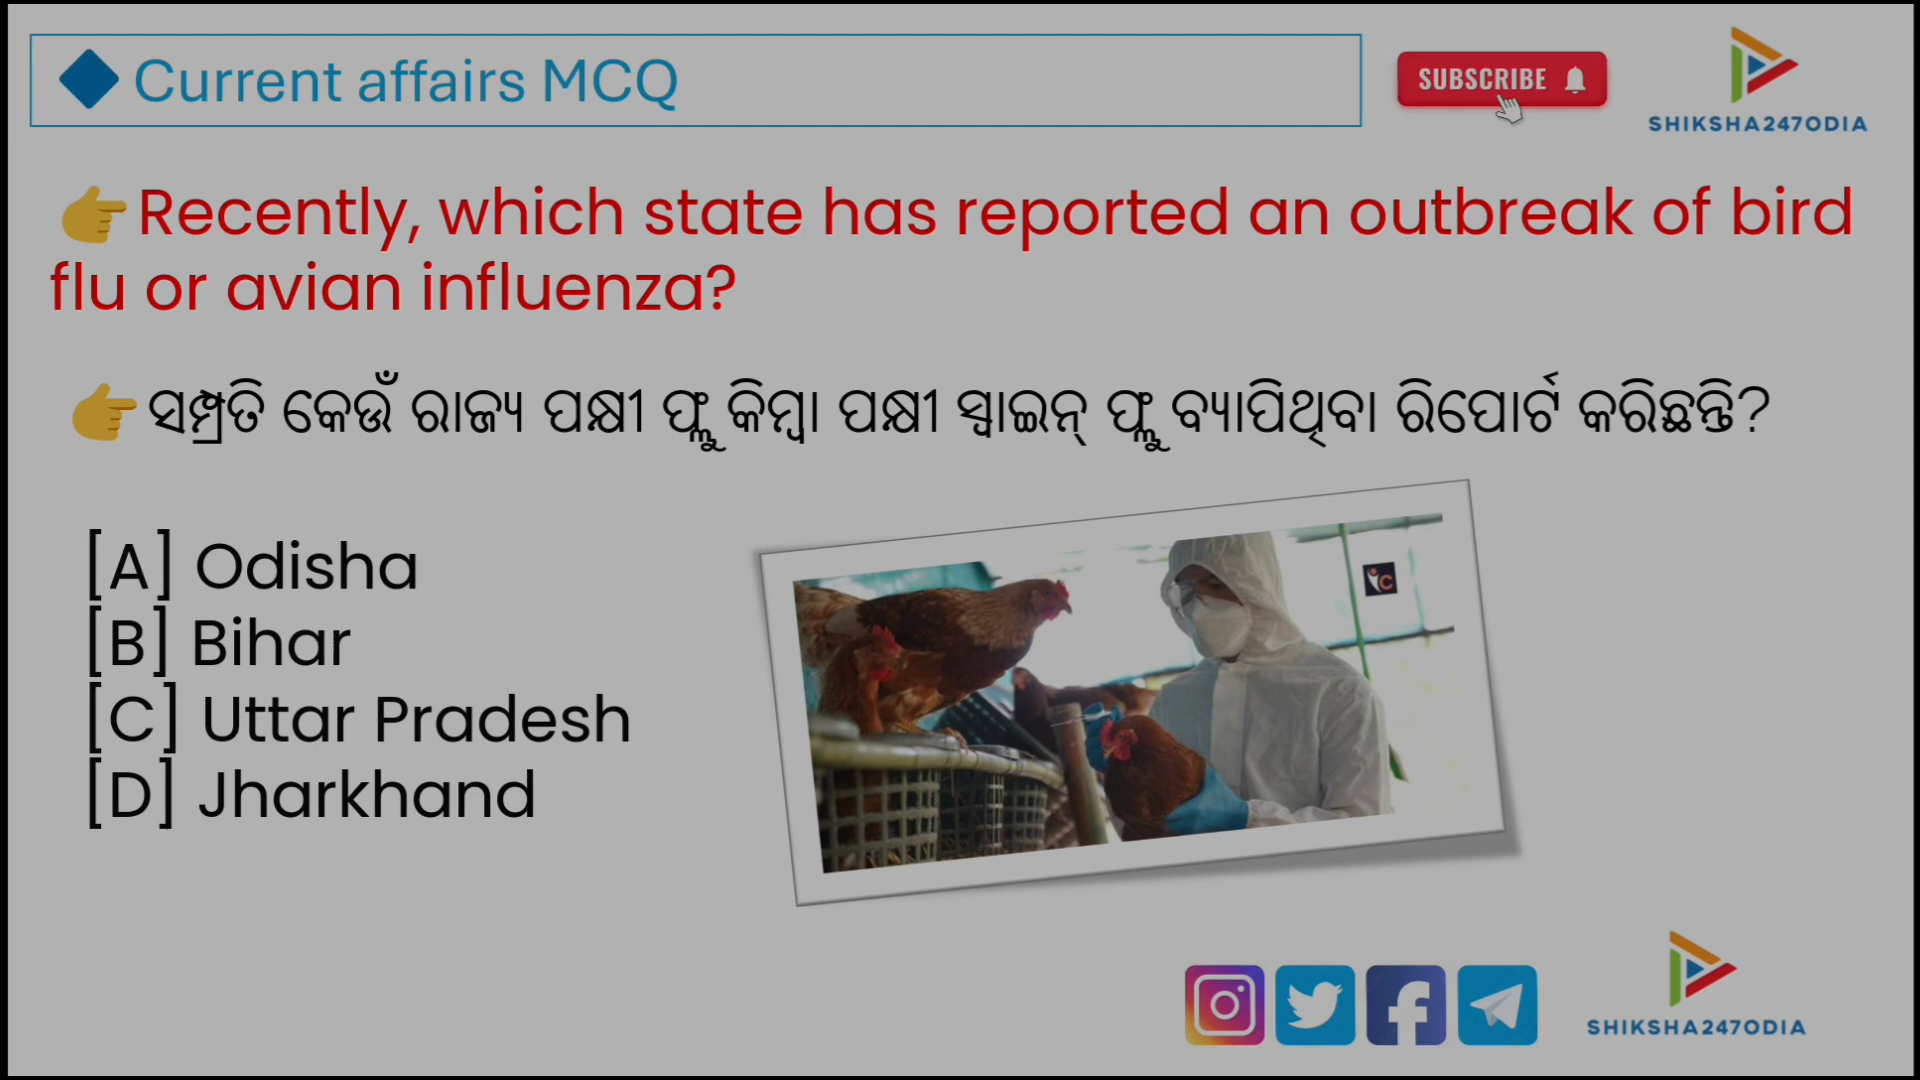 Current affairs MCQ
SUBSCRIBE
SHIKSHA247ODIA
Recently, which state has reported an outbreak of bird
flu or avian influenza?
ସମ୍ପ୍ରତି କେଉଁ ରାଜ୍ୟ ପକ୍ଷୀ ଫ୍ଲୁ କିମ୍ବା ପକ୍ଷୀ ସ୍ୱାଇନ୍ ଫ୍ଲୁ ବ୍ୟାପିଥିବା ରିପୋର୍ଟ କରିଛନ୍ତି?
[A] Odisha
[B] Bihar
[C] Uttar Pradesh
[D] Jharkhand
SHIKSHA247ODIA